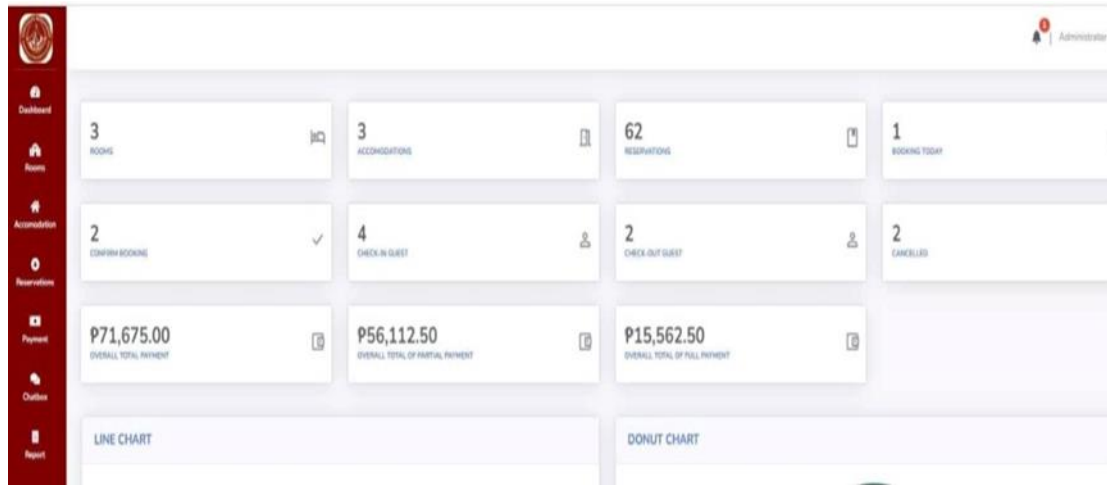 1
Administrator
Dashboard
Rooms
Accomodation
Reservations
Payment
Chatbox
Report
3
ROOMS
3
ACCOMODATIONS
62
RESERVATIONS
1
BOOKING TODAY
2
CONFIRM BOOKING
4
CHECK-IN GUEST
2
CHECK-OUT GUEST
2
CANCELLED
₱71,675.00
OVERALL TOTAL PAYMENT
₱56,112.50
OVERALL TOTAL OF PARTIAL PAYMENT
₱15,562.50
OVERALL TOTAL OF FULL PAYMENT
LINE CHART
DONUT CHART